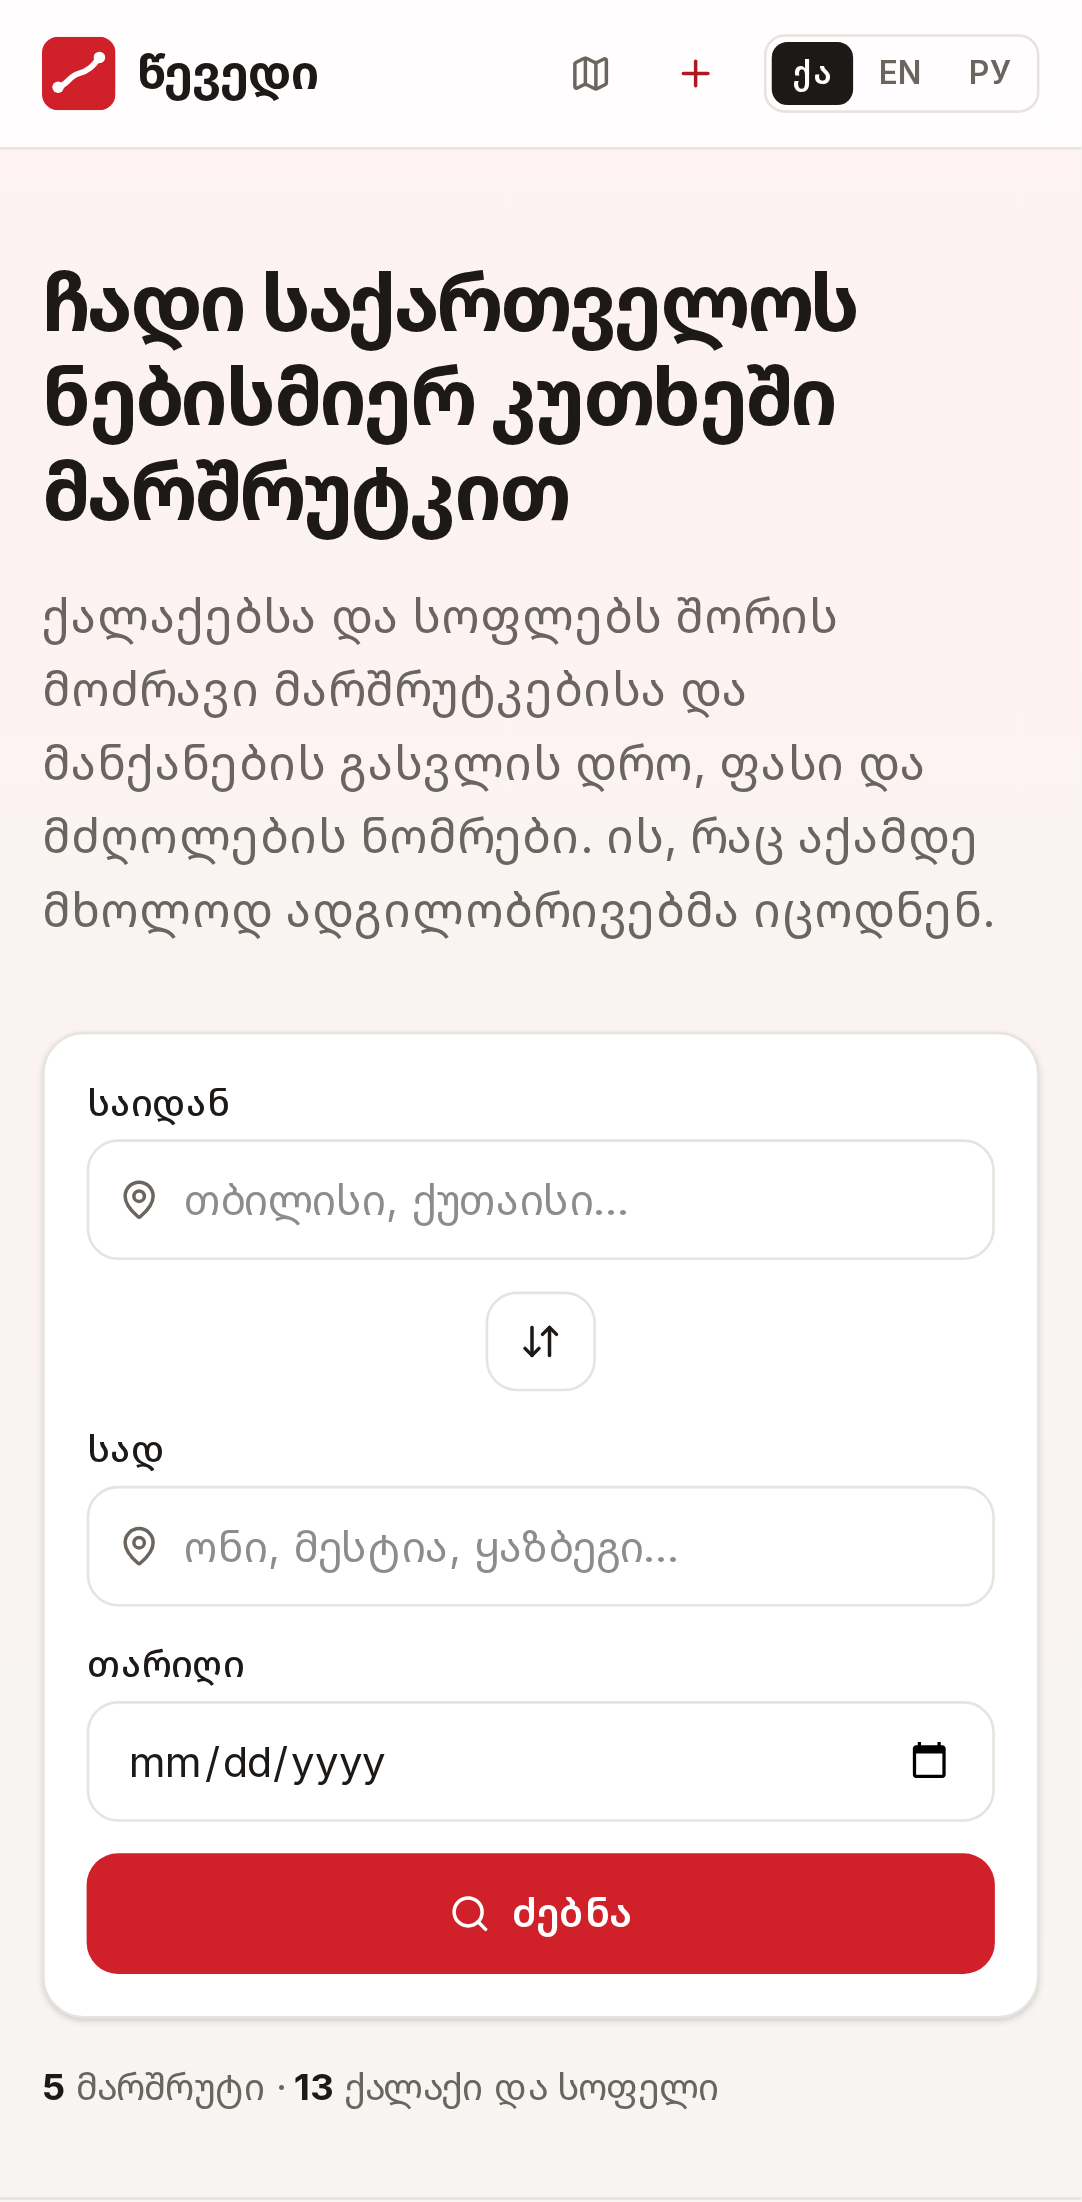 წევედი
ქა EN РУ
ჩადი საქართველოს
ნებისმიერ კუთხეში
მარშრუტკით
ქალაქებსა და სოფლებს შორის
მოძრავი მარშრუტკებისა და
მანქანების გასვლის დრო, ფასი და
მძღოლების ნომრები. ის, რაც აქამდე
მხოლოდ ადგილობრივებმა იცოდნენ.
საიდან
თბილისი, ქუთაისი...
სად
ონი, მესტია, ყაზბეგი...
თარიღი
mm/dd/yyyy
ძებნა
5 მარშრუტი · 13 ქალაქი და სოფელი